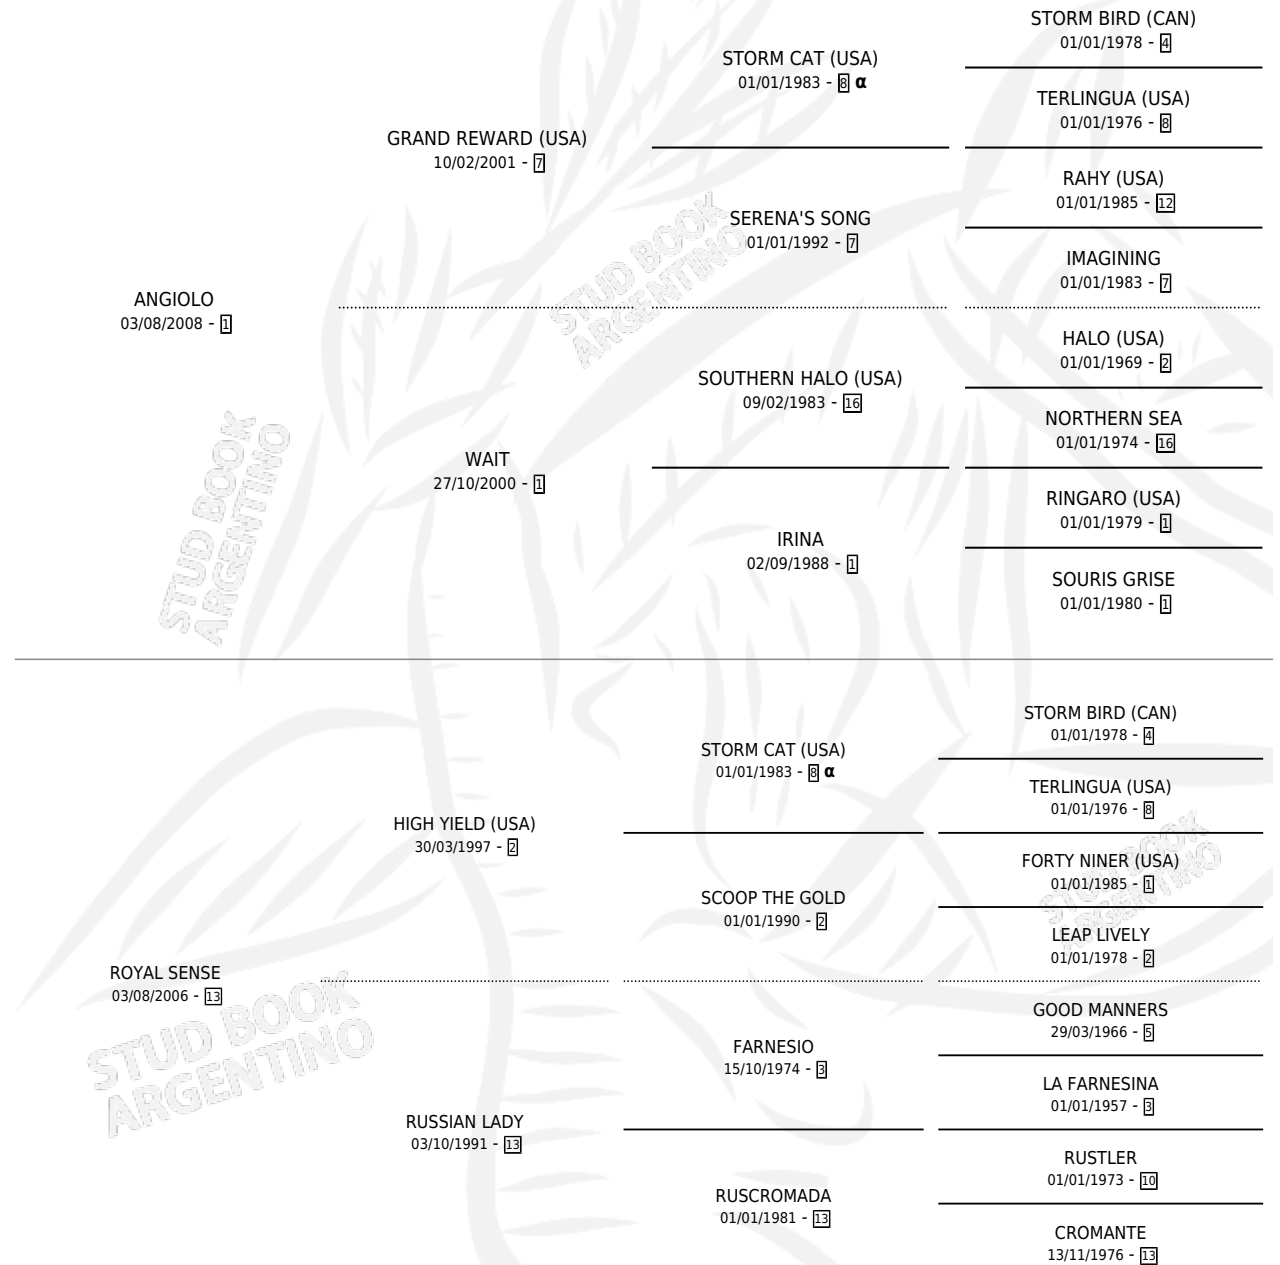 STORM BIRD (CAN)
01/01/1978 - 4
STORM CAT (USA)
01/01/1983 - 8 α
TERLINGUA (USA)
01/01/1976 - 8
GRAND REWARD (USA)
10/02/2001 - 7
RAHY (USA)
01/01/1985 - 12
SERENA'S SONG
01/01/1992 - 7
IMAGINING
01/01/1983 - 7
ANGIOLO
03/08/2008 - 1
HALO (USA)
01/01/1969 - 2
SOUTHERN HALO (USA)
09/02/1983 - 16
NORTHERN SEA
01/01/1974 - 16
WAIT
27/10/2000 - 1
RINGARO (USA)
01/01/1979 - 1
IRINA
02/09/1988 - 1
SOURIS GRISE
01/01/1980 - 1
STUD BOOK
ARGENTINO
STUD BOOK
ARGENTINO
STORM BIRD (CAN)
01/01/1978 - 4
STORM CAT (USA)
01/01/1983 - 8 α
TERLINGUA (USA)
01/01/1976 - 8
HIGH YIELD (USA)
30/03/1997 - 2
FORTY NINER (USA)
01/01/1985 - 1
SCOOP THE GOLD
01/01/1990 - 2
LEAP LIVELY
01/01/1978 - 2
ROYAL SENSE
03/08/2006 - 13
GOOD MANNERS
29/03/1966 - 5
FARNESIO
15/10/1974 - 3
LA FARNESINA
01/01/1957 - 3
RUSSIAN LADY
03/10/1991 - 13
RUSTLER
01/01/1973 - 10
RUSCROMADA
01/01/1981 - 13
CROMANTE
13/11/1976 - 13
STUD BOOK
ARGENTINO
STUD BOOK
ARGENTINO